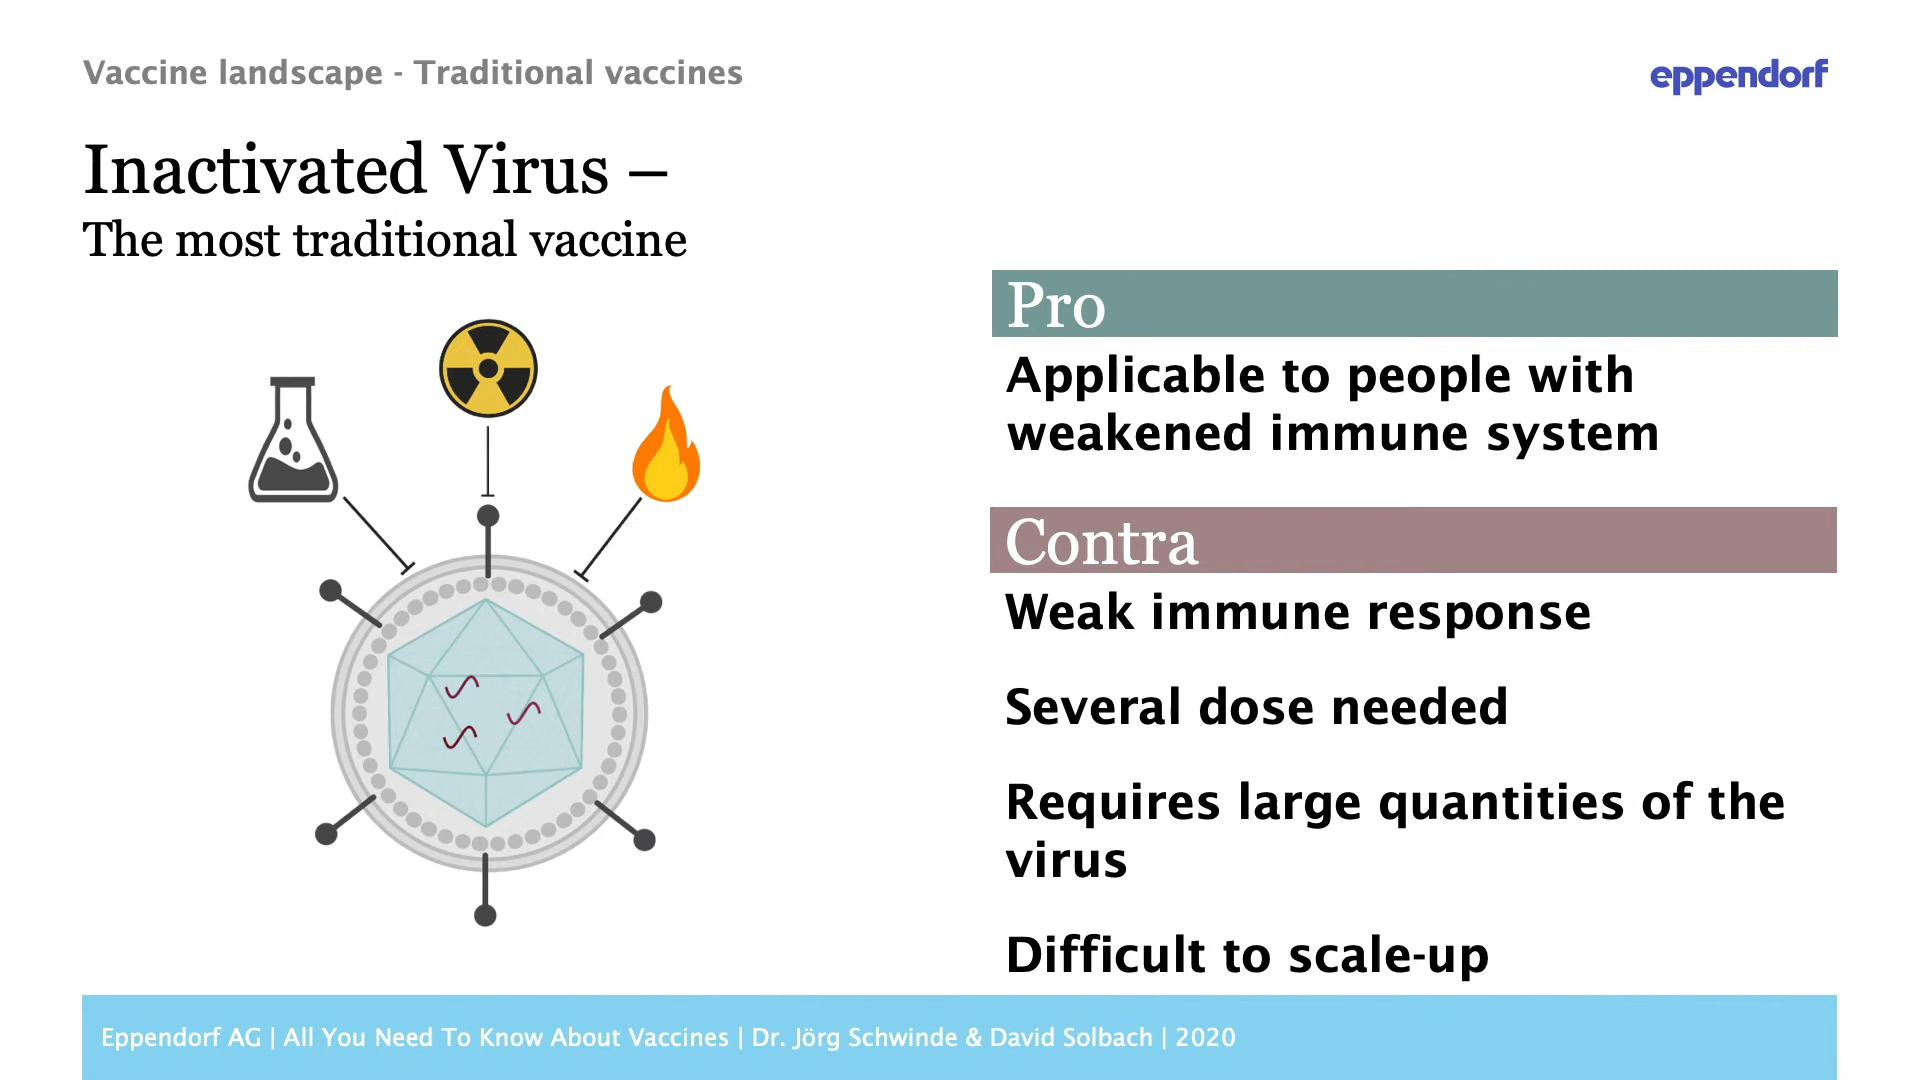 Vaccine landscape - Traditional vaccines
eppendorf
Inactivated Virus –
The most traditional vaccine
Pro
Applicable to people with
weakened immune system
Contra
Weak immune response
Several dose needed
Requires large quantities of the
virus
Difficult to scale-up
Eppendorf AG | All You Need To Know About Vaccines | Dr. Jörg Schwinde & David Solbach | 2020